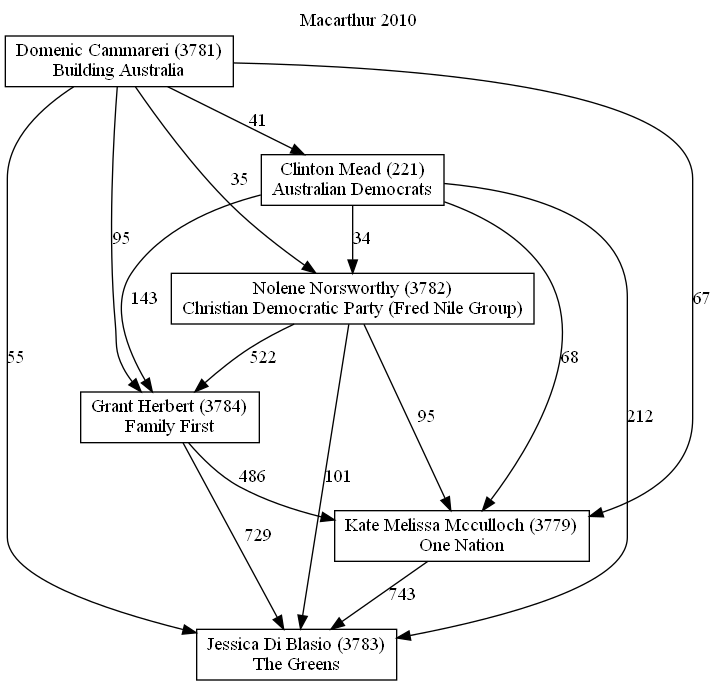 Macarthur 2010
Domenic Cammareri (3781)
Building Australia
41
Clinton Mead (221)
Australian Democrats
35
95
34
Nolene Norsworthy (3782)
Christian Democratic Party (Fred Nile Group)
143
67
55
522
68
Grant Herbert (3784)
Family First
95
212
486
101
Kate Melissa Mcculloch (3779)
One Nation
729
743
Jessica Di Blasio (3783)
The Greens